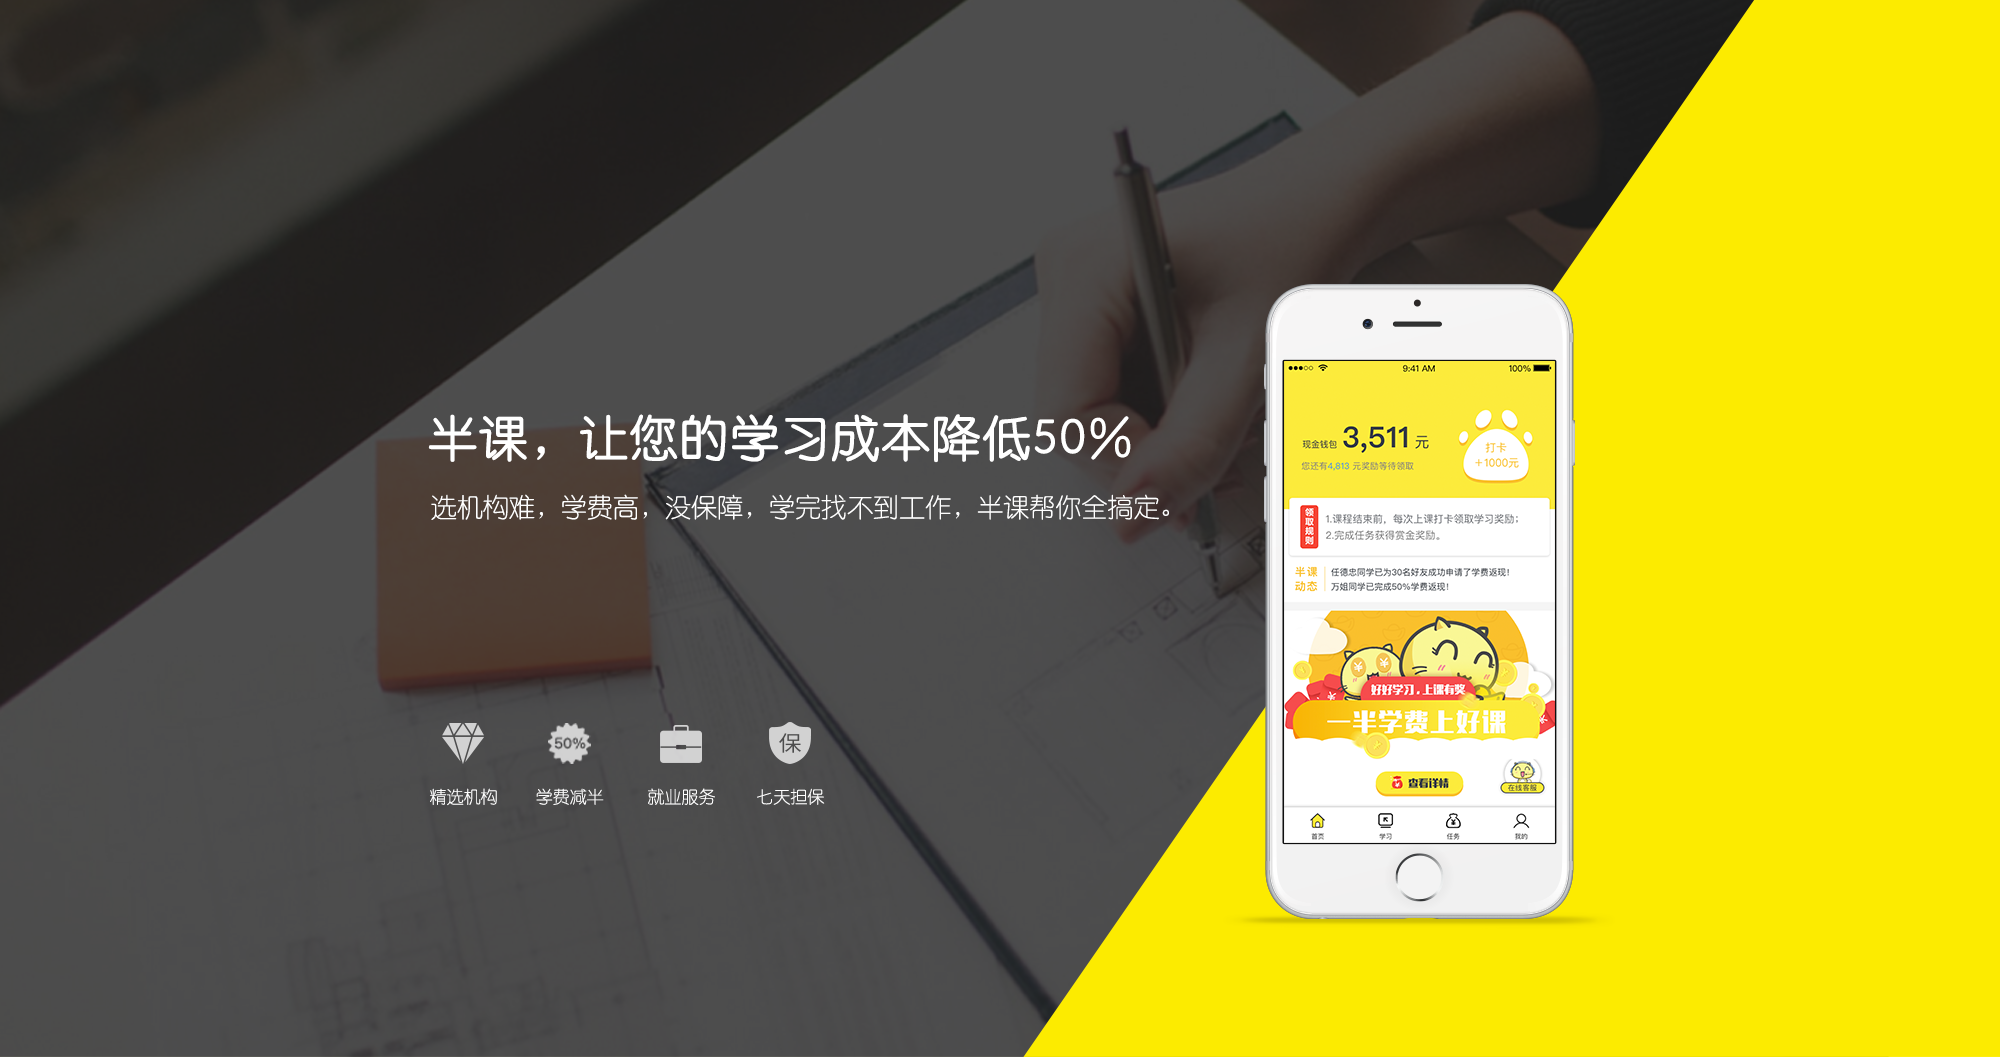 半课，让您的学习成本降低50%
选机构难，学费高，没保障，学完找不到工作，半课帮你全搞定。
50%
保
精选机构
学费减半
就业服务
七天担保
9:41 AM
100%
现金钱包 3,511 元
您还有4,813 元奖励等待领取
打卡
+1000元
领取规则
1.课程结束前，每次上课打卡领取学习奖励；
2.完成任务获得赏金奖励。
半课
动态
任德忠同学已为30名好友成功申请了学费返现！
万姐同学已完成50%学费返现！
好好学习，上课有奖
一半学费上好课
查看详情
在线客服
首页
学习
任务
我的